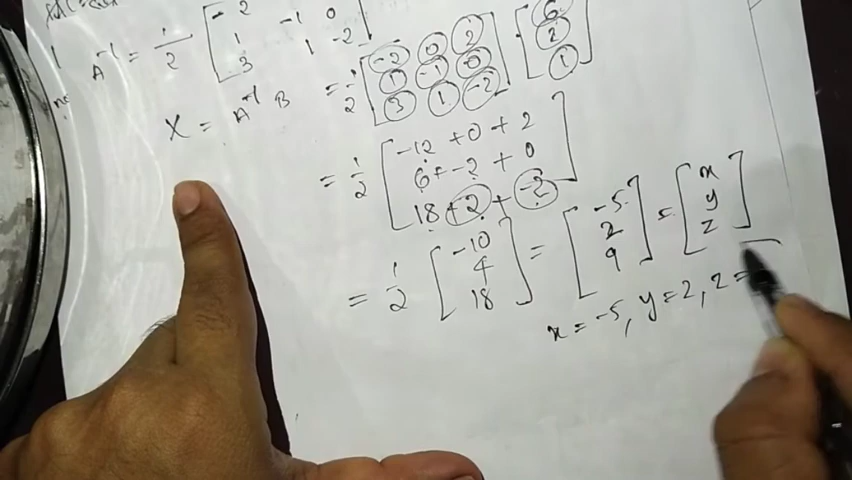 A⁻¹ = 1/2 [ -2 -1 0
1 1 -2
3
X = A⁻¹ B = 1/2 [ -2 0 2
1 -1 0
3 1 -2 ] · [ 6
2
1 ]
= 1/2 [ -12 + 0 + 2
6 + -2 + 0
18 + 2 + -2 ]
= 1/2 [ -10
4
18 ] = [ -5
2
9 ] = [ x
y
z ]
x = -5, y = 2, z =